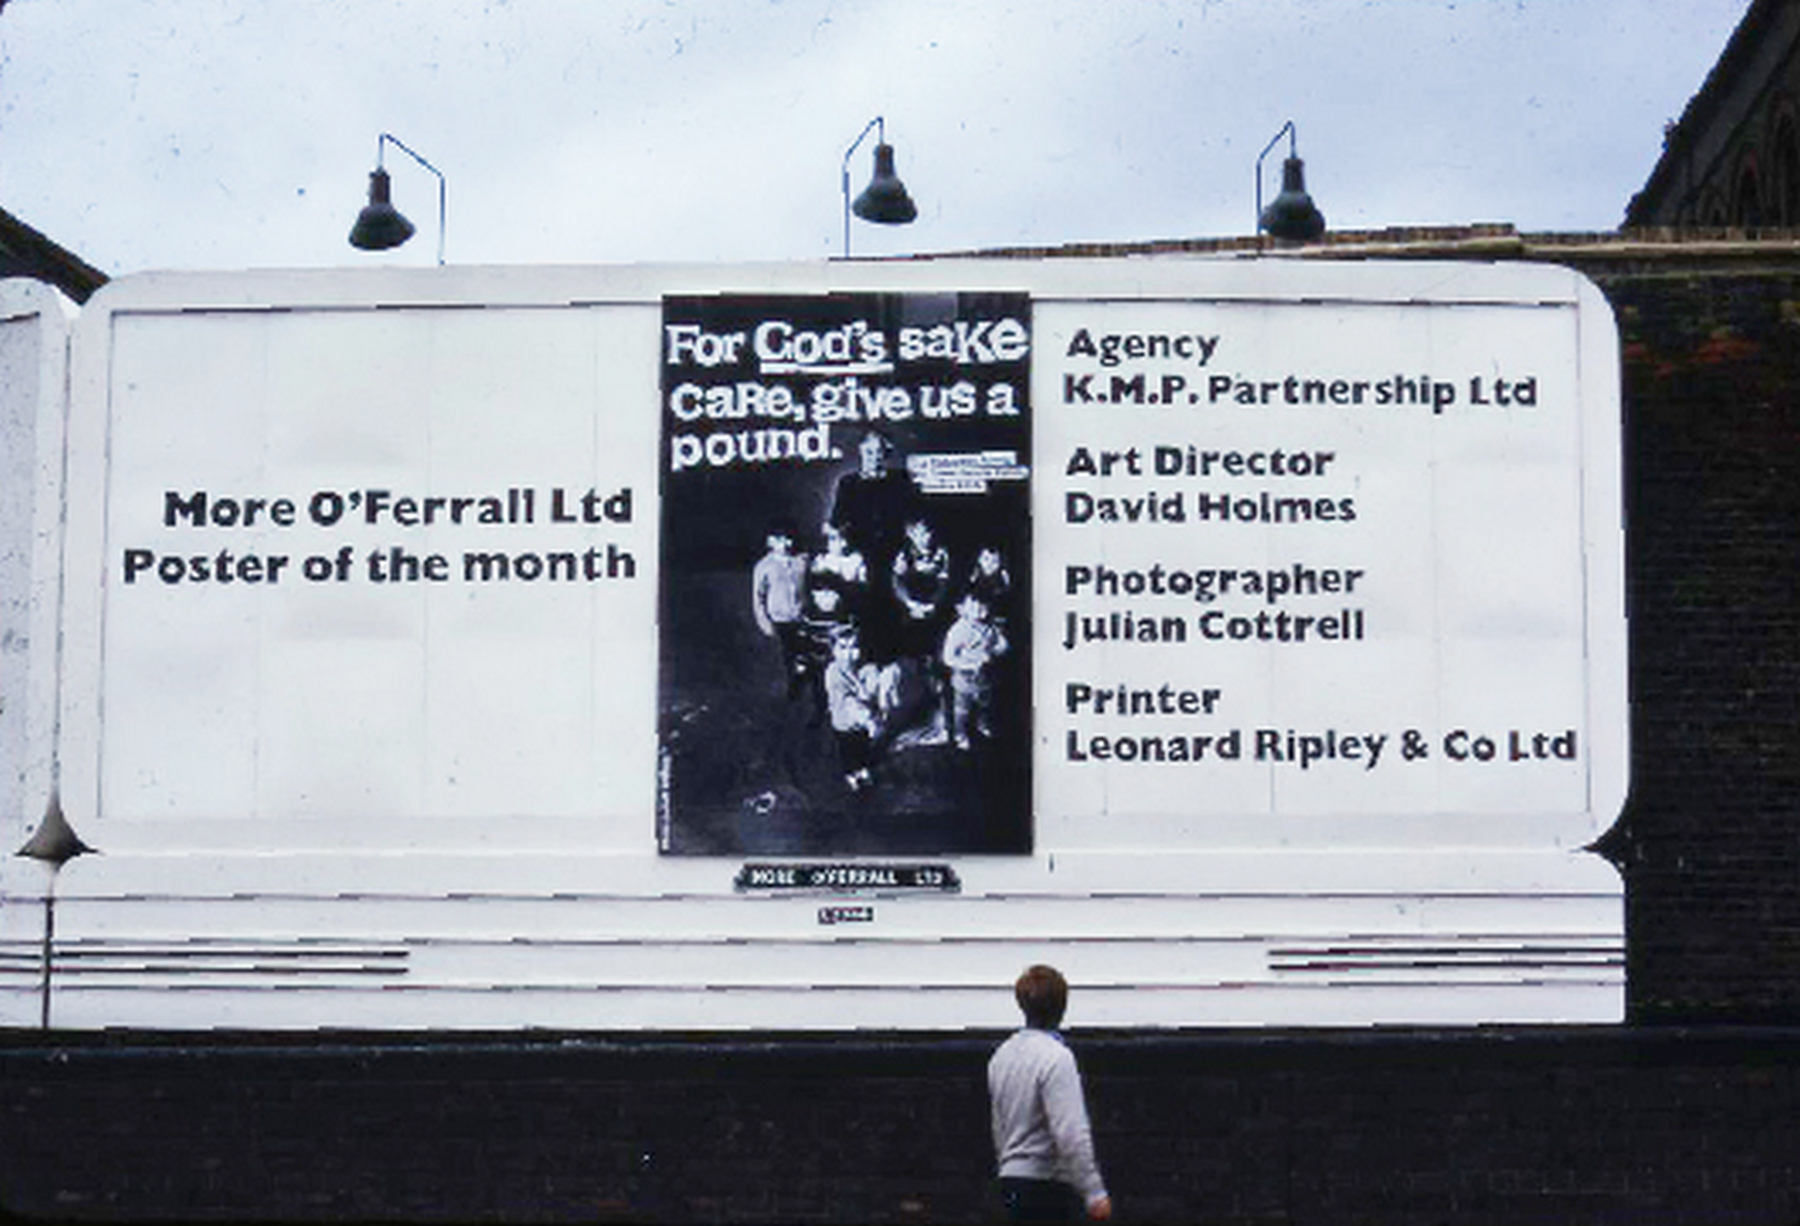 More O'Ferrall Ltd
Poster of the month
For God's sake
care, give us a
pound.
Agency
K.M.P. Partnership Ltd
Art Director
David Holmes
Photographer
Julian Cottrell
Printer
Leonard Ripley & Co Ltd
MORE O'FERRALL LTD